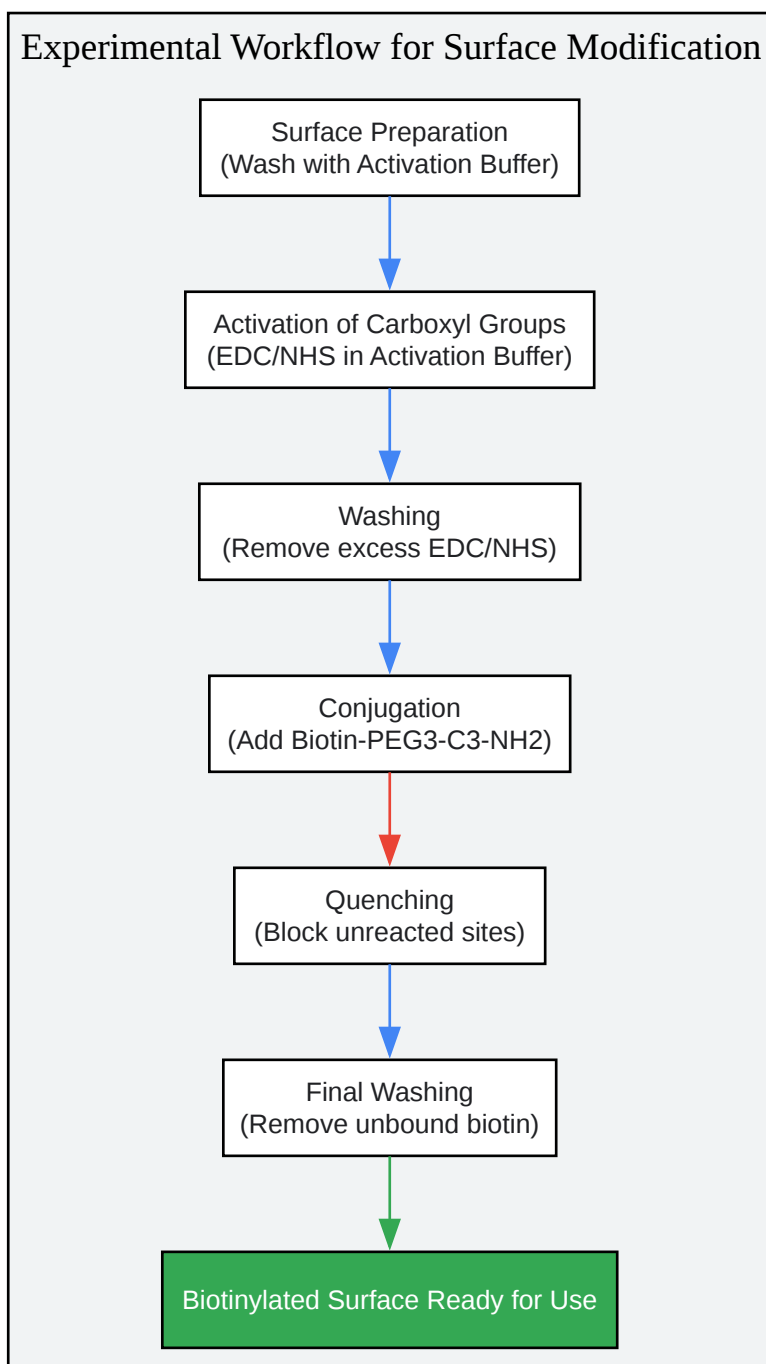 Experimental Workflow for Surface Modification
Surface Preparation
(Wash with Activation Buffer)
Activation of Carboxyl Groups
(EDC/NHS in Activation Buffer)
Washing
(Remove excess EDC/NHS)
Conjugation
(Add Biotin-PEG3-C3-NH2)
Quenching
(Block unreacted sites)
Final Washing
(Remove unbound biotin)
Biotinylated Surface Ready for Use